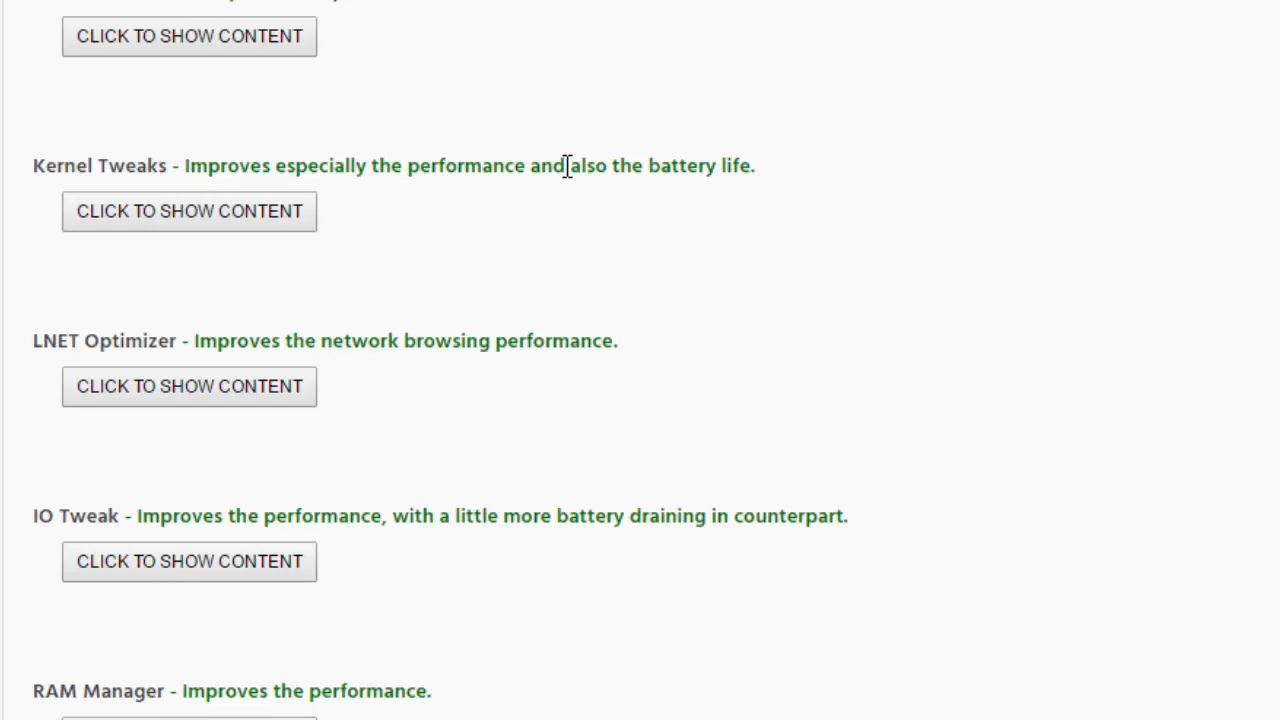 CLICK TO SHOW CONTENT
Kernel Tweaks - Improves especially the performance and also the battery life.
CLICK TO SHOW CONTENT
LNET Optimizer - Improves the network browsing performance.
CLICK TO SHOW CONTENT
IO Tweak - Improves the performance, with a little more battery draining in counterpart.
CLICK TO SHOW CONTENT
RAM Manager - Improves the performance.